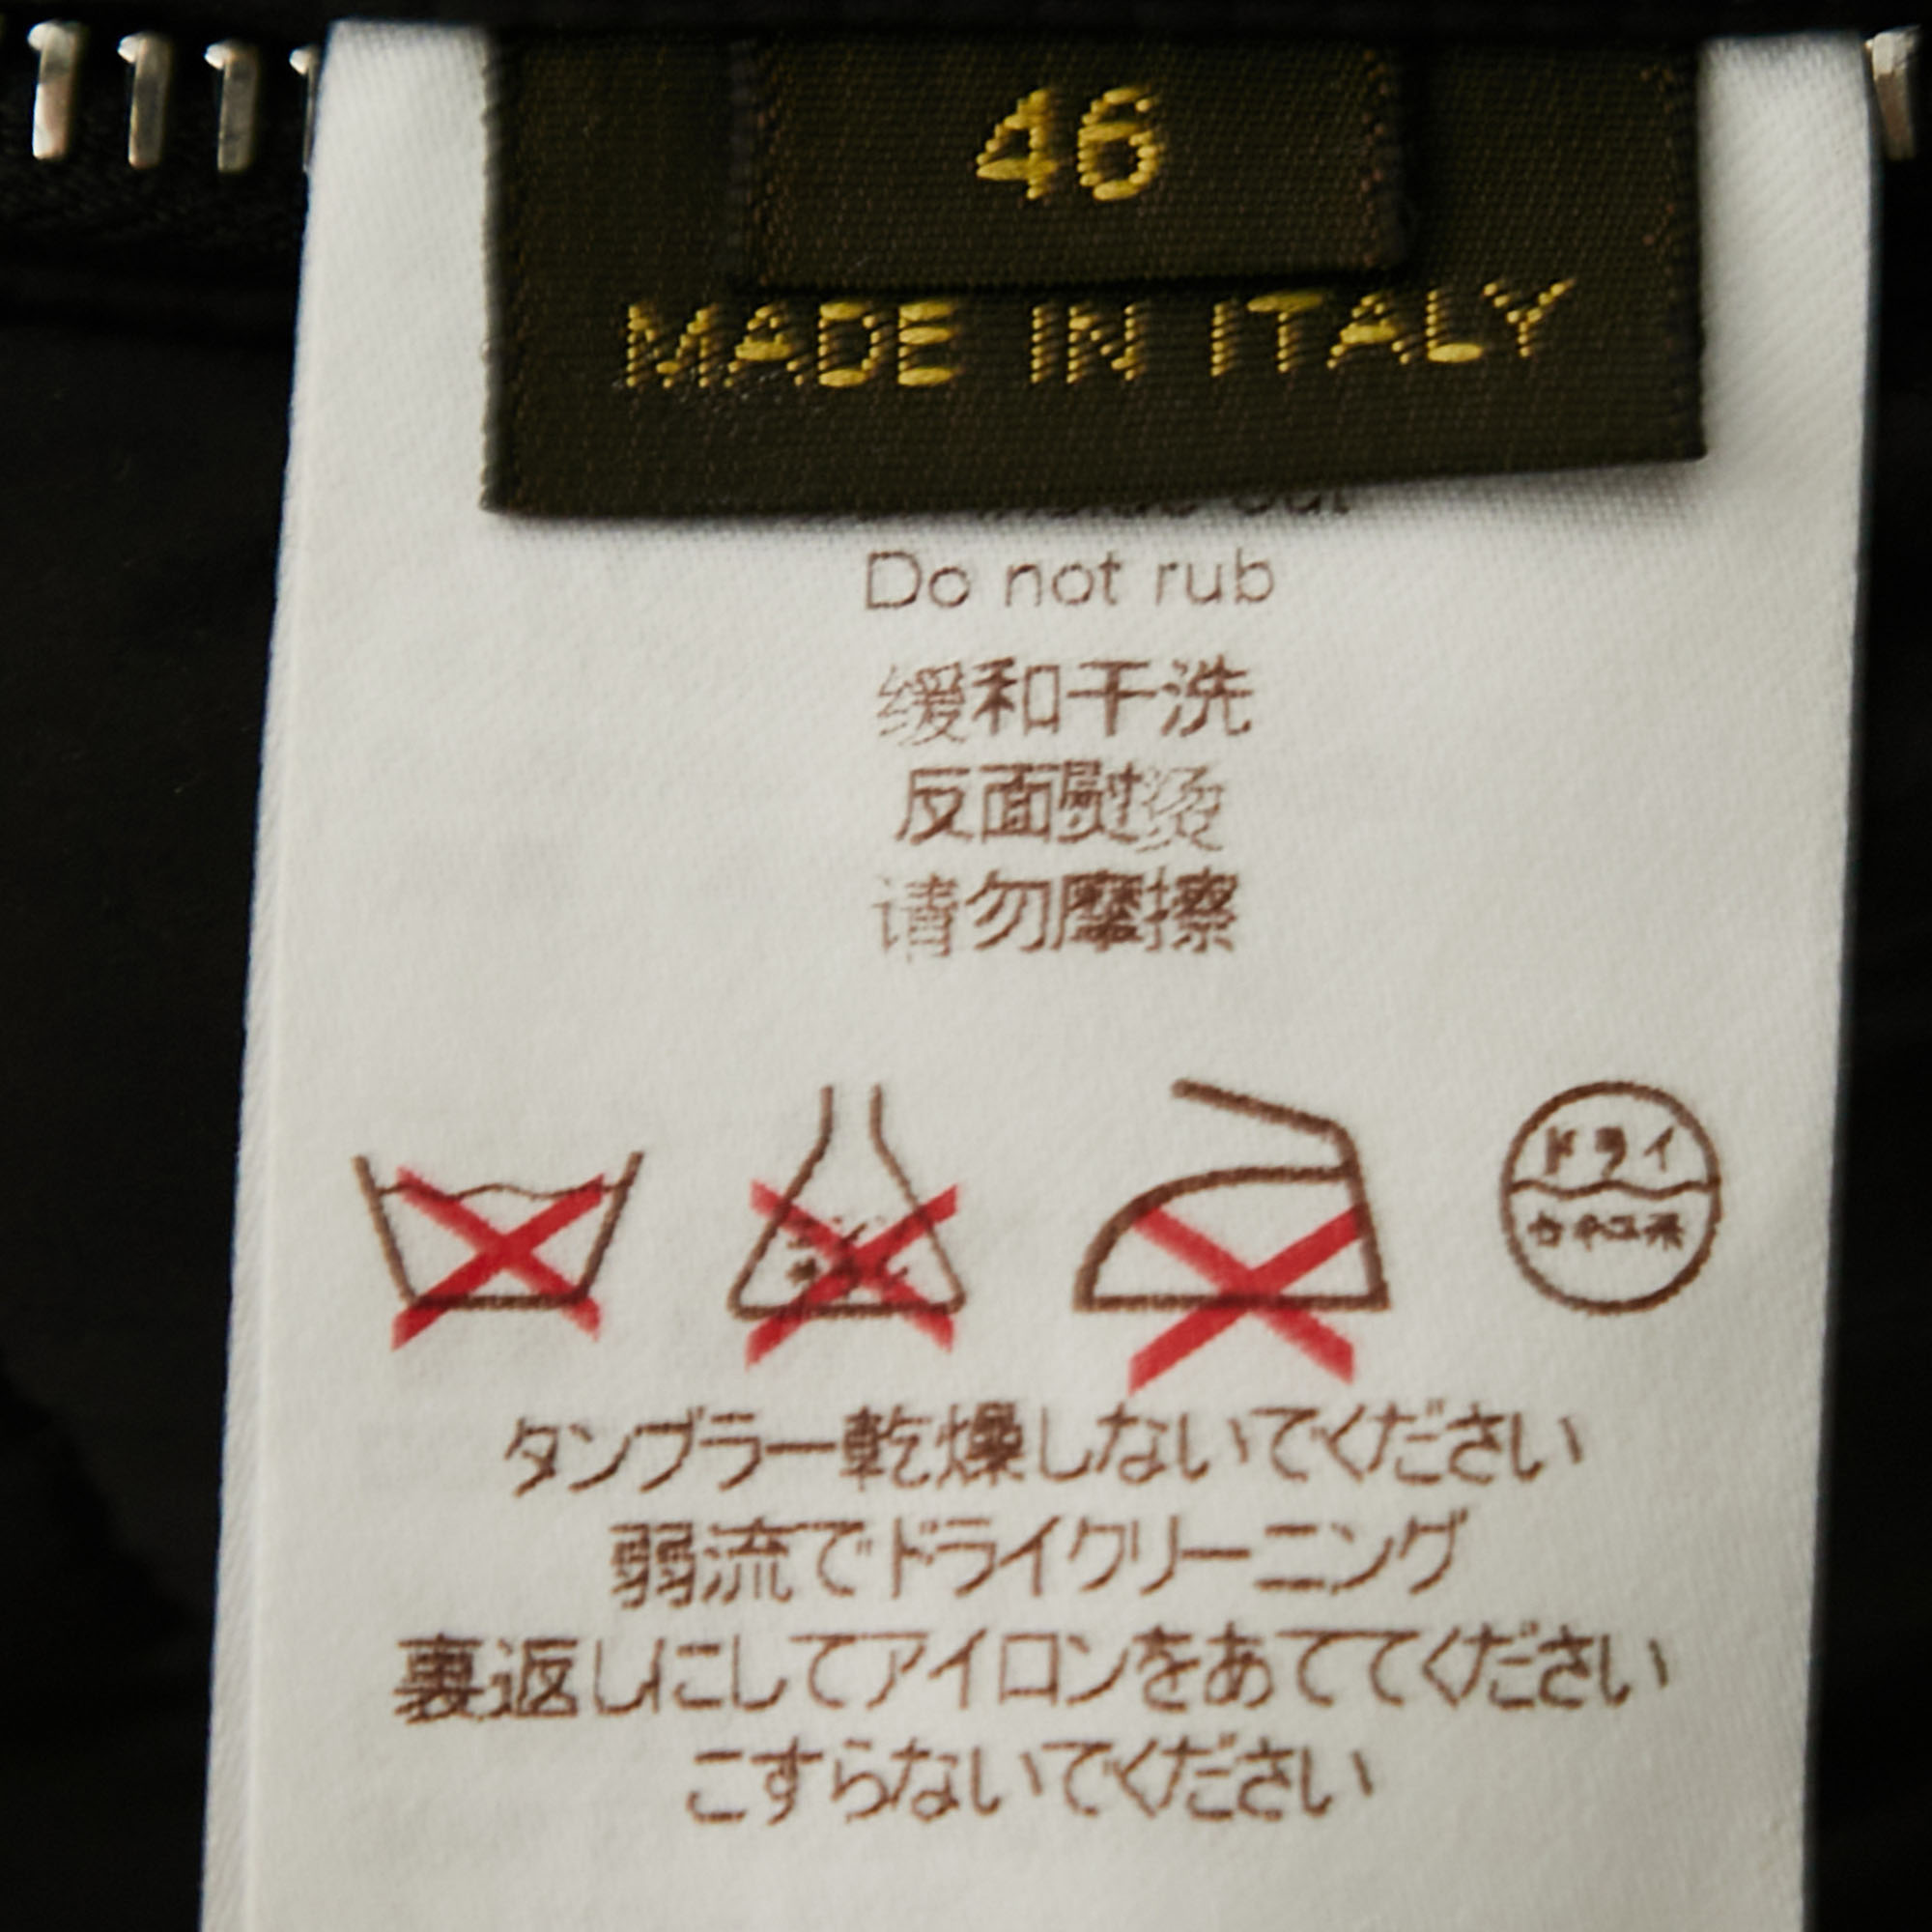 46
MADE IN ITALY
Do not rub
缓和干洗
反面熨烫
请勿摩擦
ドライ
タンブラー乾燥しないでください
弱流でドライクリーニング
裏返しにしてアイロンをあててください
こすらないでください